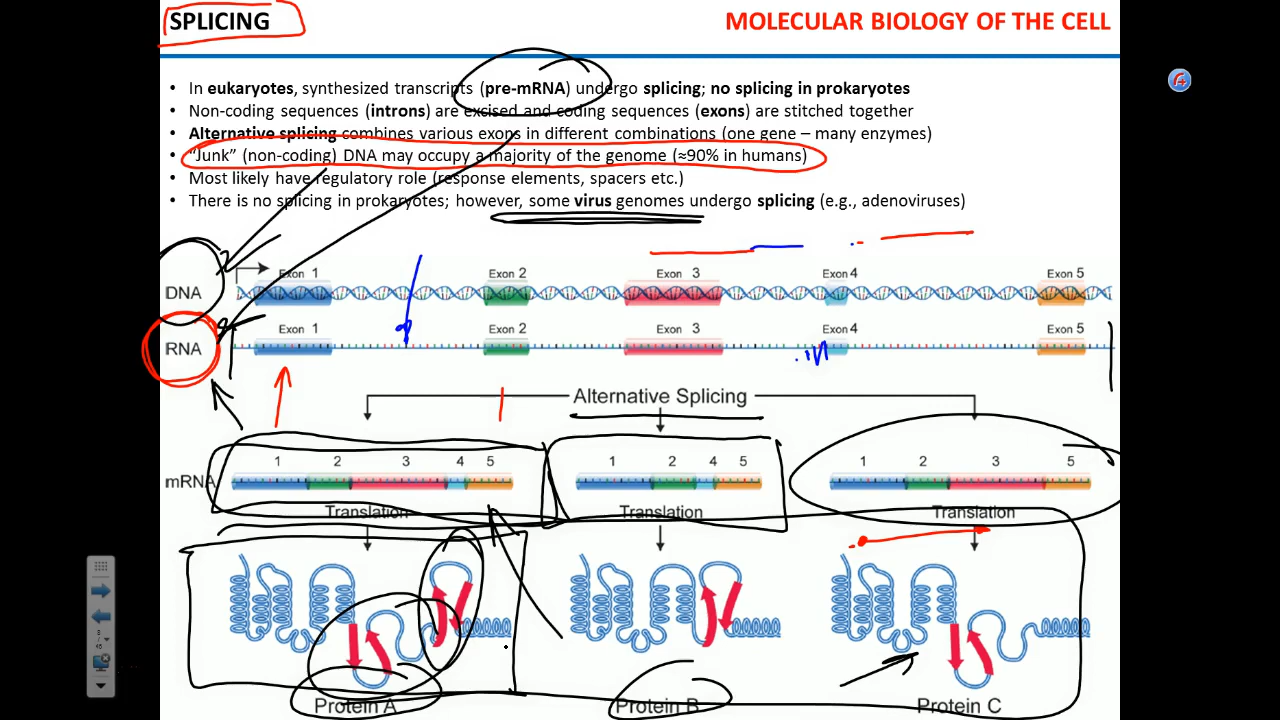 SPLICING
MOLECULAR BIOLOGY OF THE CELL
• In eukaryotes, synthesized transcripts (pre-mRNA) undergo splicing; no splicing in prokaryotes
• Non-coding sequences (introns) are excised and coding sequences (exons) are stitched together
• Alternative splicing combines various exons in different combinations (one gene – many enzymes)
• "Junk" (non-coding) DNA may occupy a majority of the genome (≈90% in humans)
• Most likely have regulatory role (response elements, spacers etc.)
• There is no splicing in prokaryotes; however, some virus genomes undergo splicing (e.g., adenoviruses)
Exon 1 Exon 2 Exon 3 Exon 4 Exon 5
DNA
Exon 1 Exon 2 Exon 3 Exon 4 Exon 5
RNA
Alternative Splicing
1 2 3 4 5 1 2 4 5 1 2 3 5
mRNA
Translation Translation Translation
Protein A Protein B Protein C